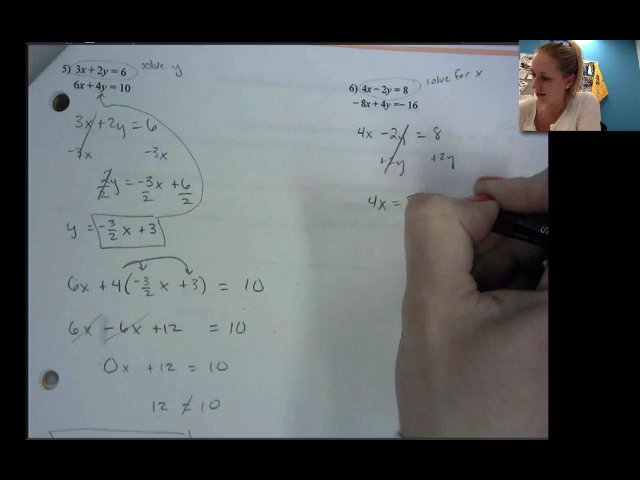 5) 3x + 2y = 6 solve y
6x + 4y = 10
3x + 2y = 6
-3x -3x
2y = -3x + 6
2 2 2
y = -3/2 x + 3
6x + 4(-3/2 x + 3) = 10
6x - 6x + 12 = 10
0x + 12 = 10
12 ≠ 10
6) 4x - 2y = 8 solve for x
- 8x + 4y = - 16
4x - 2y = 8
+2y +2y
4x =